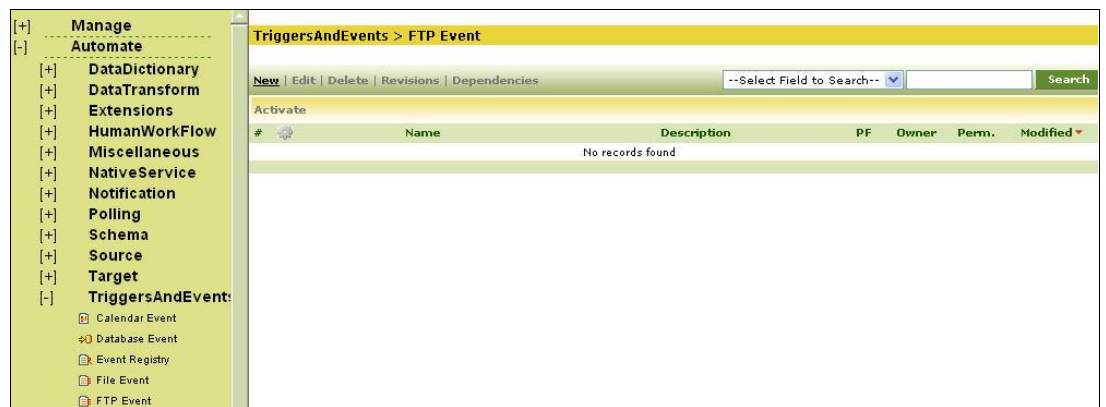 [+] Manage
[-] Automate
[+] DataDictionary
[+] DataTransform
[+] Extensions
[+] HumanWorkFlow
[+] Miscellaneous
[+] NativeService
[+] Notification
[+] Polling
[+] Schema
[+] Source
[+] Target
[-] TriggersAndEvents
Calendar Event
Database Event
Event Registry
File Event
FTP Event
TriggersAndEvents > FTP Event
New | Edit | Delete | Revisions | Dependencies --Select Field to Search-- Search
Activate
# Name Description PF Owner Perm. Modified
No records found